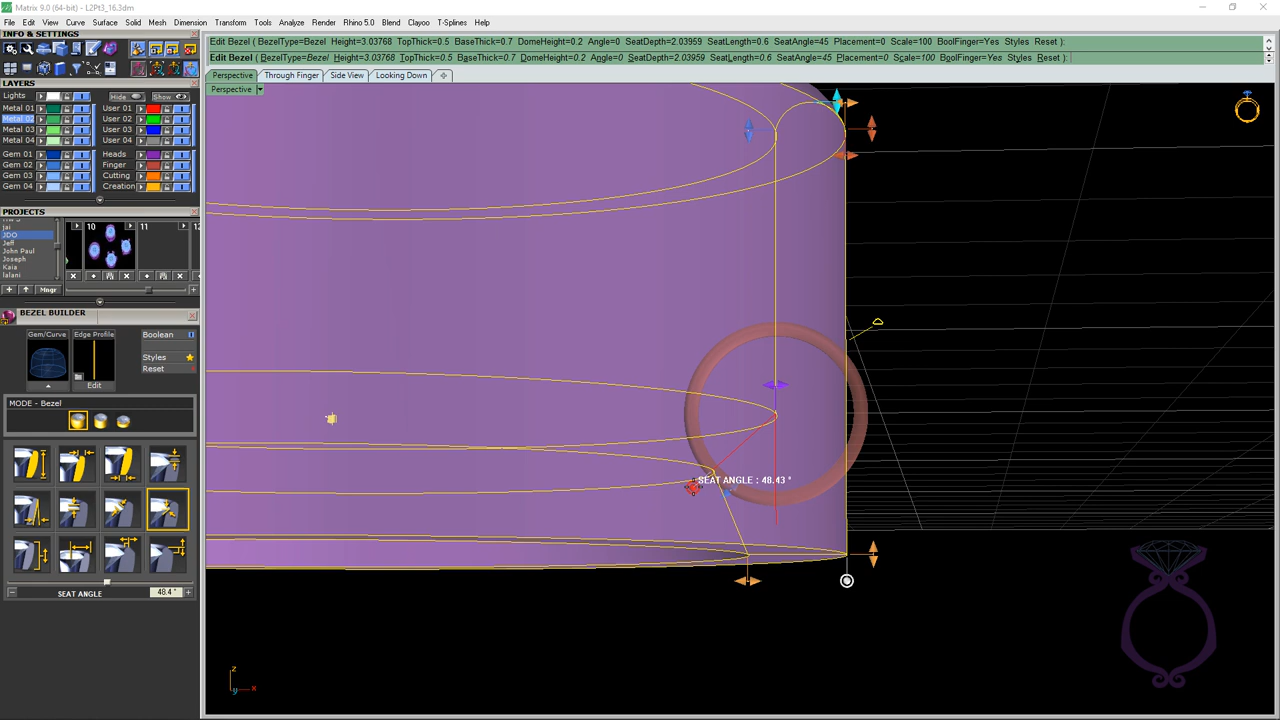 Matrix 9.0 (64-bit) - L2Pt3_16.3dm
File Edit View Curve Surface Solid Mesh Dimension Transform Tools Analyze Render Rhino 5.0 Blend Clayoo T-Splines Help
INFO & SETTINGS
Edit Bezel ( BezelType=Bezel Height=3.03768 TopThick=0.5 BaseThick=0.7 DomeHeight=0.2 Angle=0 SeatDepth=2.03959 SeatLength=0.6 SeatAngle=45 Placement=0 Scale=100 BoolFinger=Yes Styles Reset ):
Edit Bezel ( BezelType=Bezel Height=3.03768 TopThick=0.5 BaseThick=0.7 DomeHeight=0.2 Angle=0 SeatDepth=2.03959 SeatLength=0.6 SeatAngle=45 Placement=0 Scale=100 BoolFinger=Yes Styles Reset ):
Perspective Through Finger Side View Looking Down
Perspective
LAYERS
Lights Hide Show
Metal 01 User 01
Metal 02 User 02
Metal 03 User 03
Metal 04 User 04
Gem 01 Heads
Gem 02 Finger
Gem 03 Cutting
Gem 04 Creation
PROJECTS
jai
JDO
Jeff
John Paul
Joseph
Kaia
lalani
10 11 12
Mngr
BEZEL BUILDER
Gem/Curve Edge Profile Boolean
Styles
Reset
Edit
MODE - Bezel
SEAT ANGLE 48.4 °
SEAT ANGLE : 48.43 °
z
y x